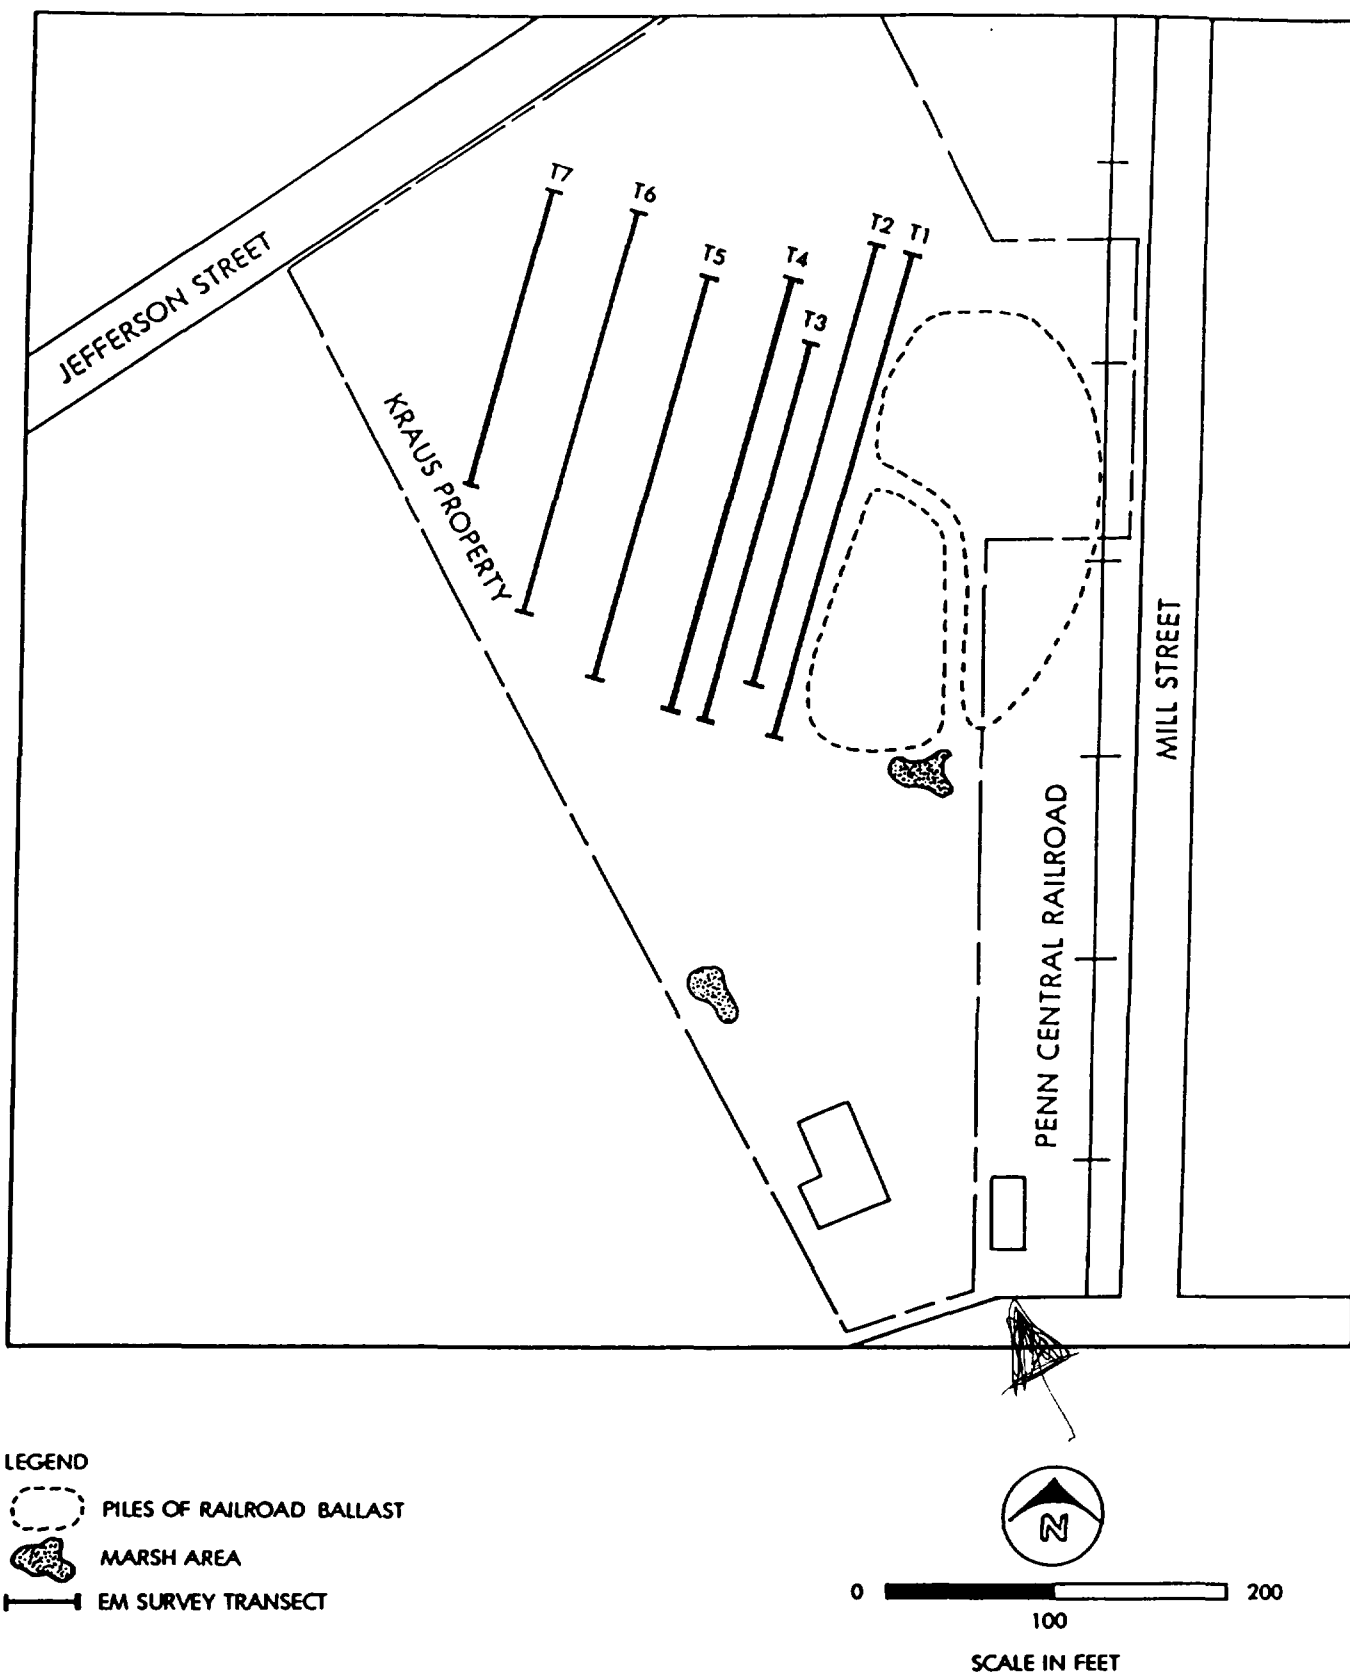 T7
T6
T2 T1
T5
T4
T3
JEFFERSON STREET
KRAUS PROPERTY
MILL STREET
PENN CENTRAL RAILROAD
LEGEND
PILES OF RAILROAD BALLAST
MARSH AREA
EM SURVEY TRANSECT
N
0 200
100
SCALE IN FEET